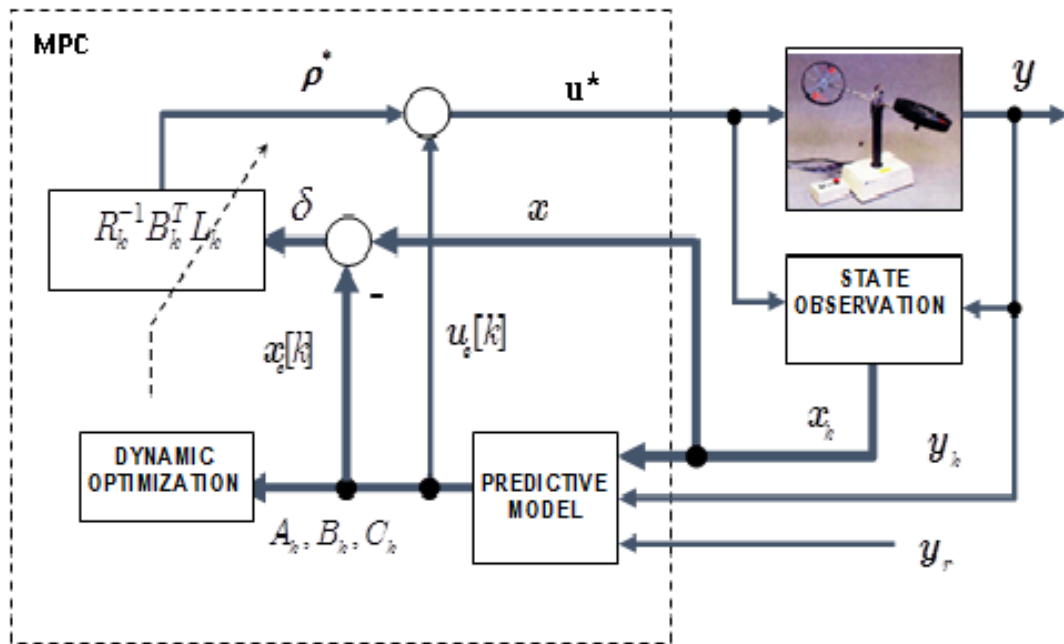 MPC
ρ*
u*
y
R_k^{-1} B_k^T L_k
δ
-
x
-
STATE
OBSERVATION
x_e[k]
u_e[k]
x_k
y_k
DYNAMIC
OPTIMIZATION
PREDICTIVE
MODEL
A_k, B_k, C_k
y_r